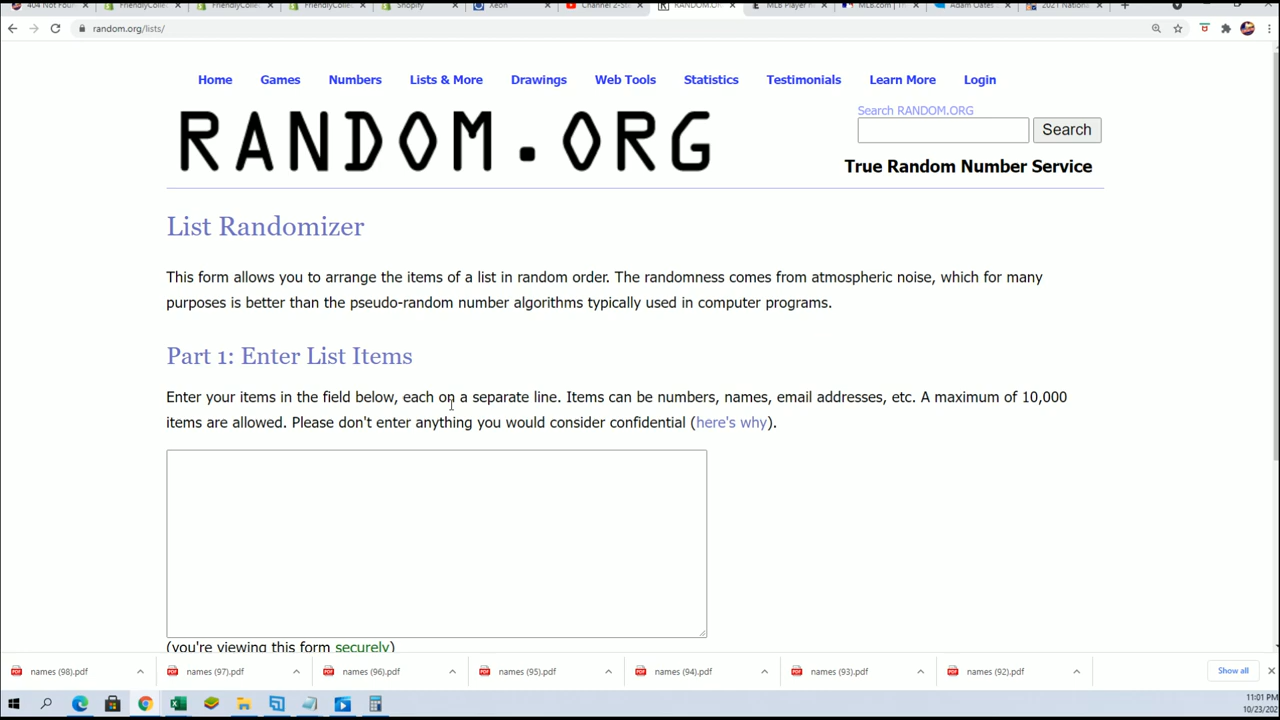 404 Not Foun
FriendlyColle
FriendlyColle
FriendlyColle
Shopify
Xeon
Channel 2-St
RANDOM.OR
MLB Player
MLB.com | Th
Adam Oates
2021 Nationa
random.org/lists/
Home Games Numbers Lists & More Drawings Web Tools Statistics Testimonials Learn More Login
Search RANDOM.ORG
RANDOM.ORG
Search
True Random Number Service
List Randomizer
This form allows you to arrange the items of a list in random order. The randomness comes from atmospheric noise, which for many
purposes is better than the pseudo-random number algorithms typically used in computer programs.
Part 1: Enter List Items
Enter your items in the field below, each on a separate line. Items can be numbers, names, email addresses, etc. A maximum of 10,000
items are allowed. Please don't enter anything you would consider confidential (here's why).
(you're viewing this form securely)
names (98).pdf names (97).pdf names (96).pdf names (95).pdf names (94).pdf names (93).pdf names (92).pdf Show all
11:01 PM
10/23/202